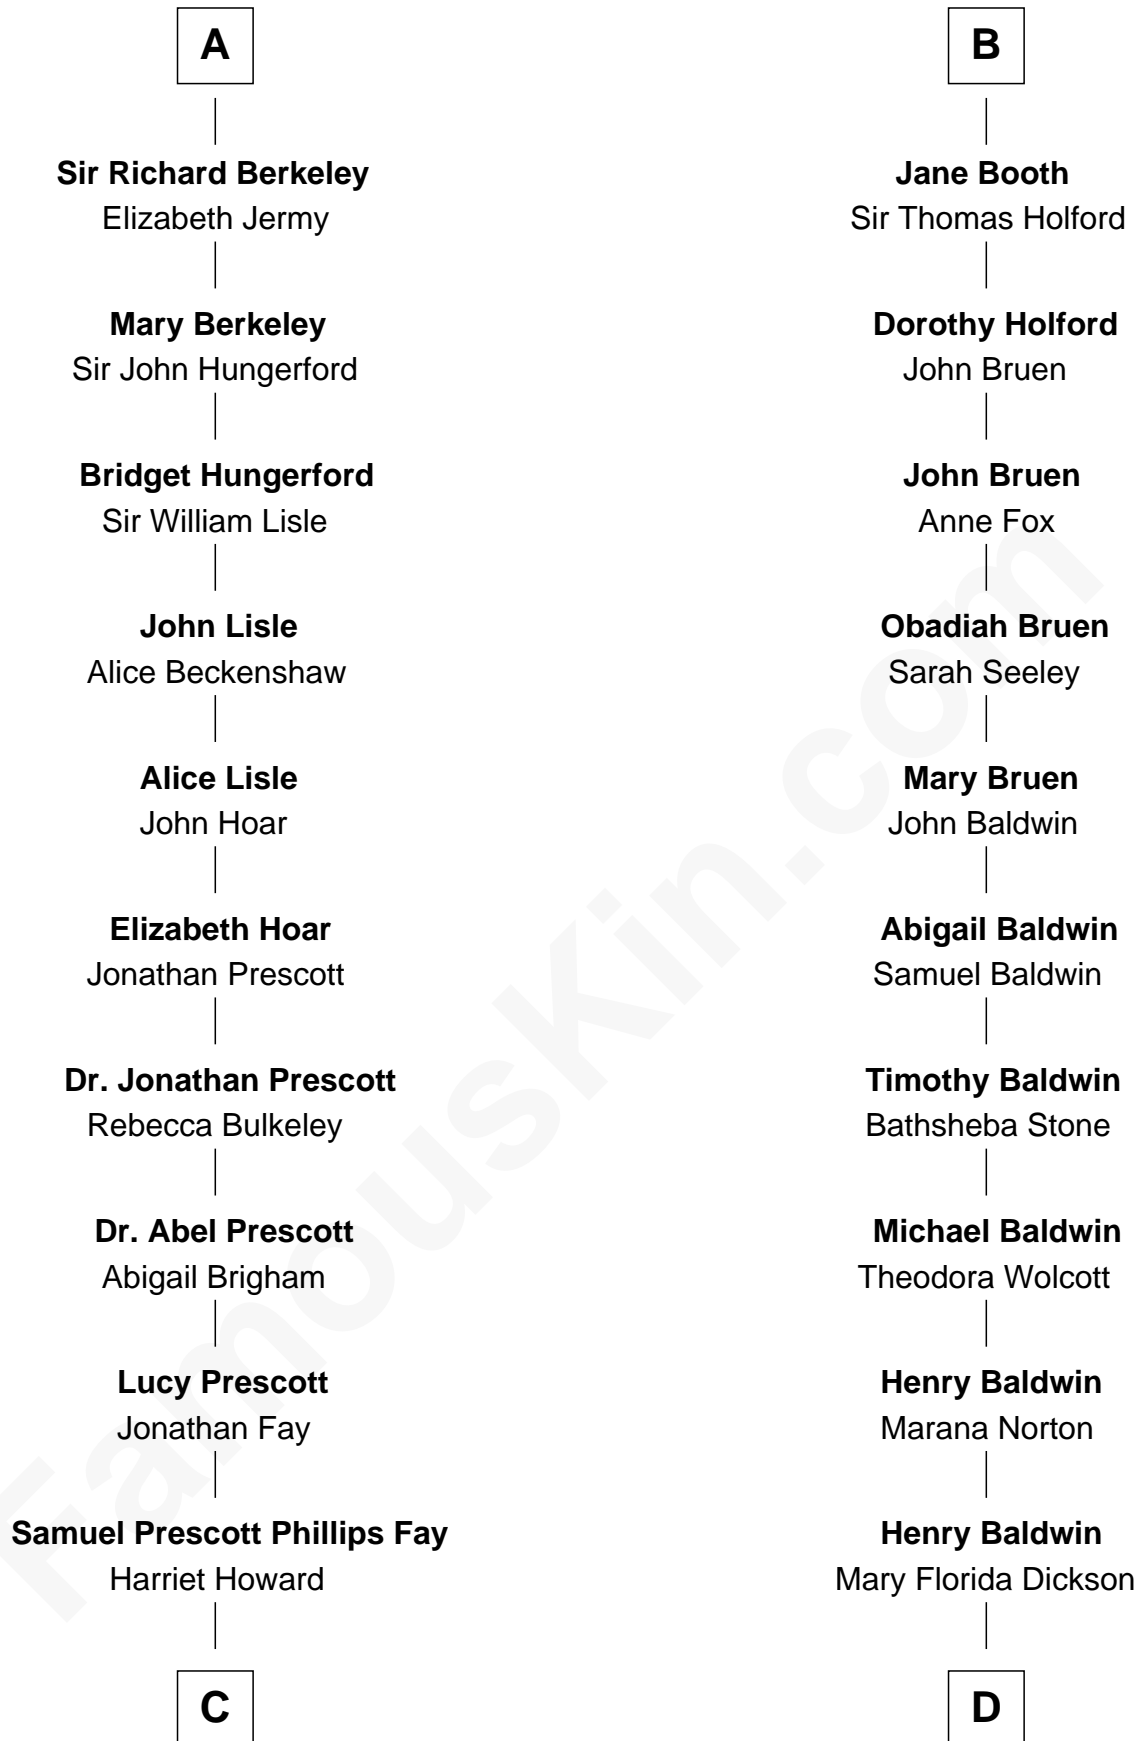 A
Sir Richard Berkeley
Elizabeth Jermy
Mary Berkeley
Sir John Hungerford
Bridget Hungerford
Sir William Lisle
John Lisle
Alice Beckenshaw
Alice Lisle
John Hoar
Elizabeth Hoar
Jonathan Prescott
Dr. Jonathan Prescott
Rebecca Bulkeley
Dr. Abel Prescott
Abigail Brigham
Lucy Prescott
Jonathan Fay
Samuel Prescott Phillips Fay
Harriet Howard
C
B
Jane Booth
Sir Thomas Holford
Dorothy Holford
John Bruen
John Bruen
Anne Fox
Obadiah Bruen
Sarah Seeley
Mary Bruen
John Baldwin
Abigail Baldwin
Samuel Baldwin
Timothy Baldwin
Bathsheba Stone
Michael Baldwin
Theodora Wolcott
Henry Baldwin
Marana Norton
Henry Baldwin
Mary Florida Dickson
D
FamousKin.com